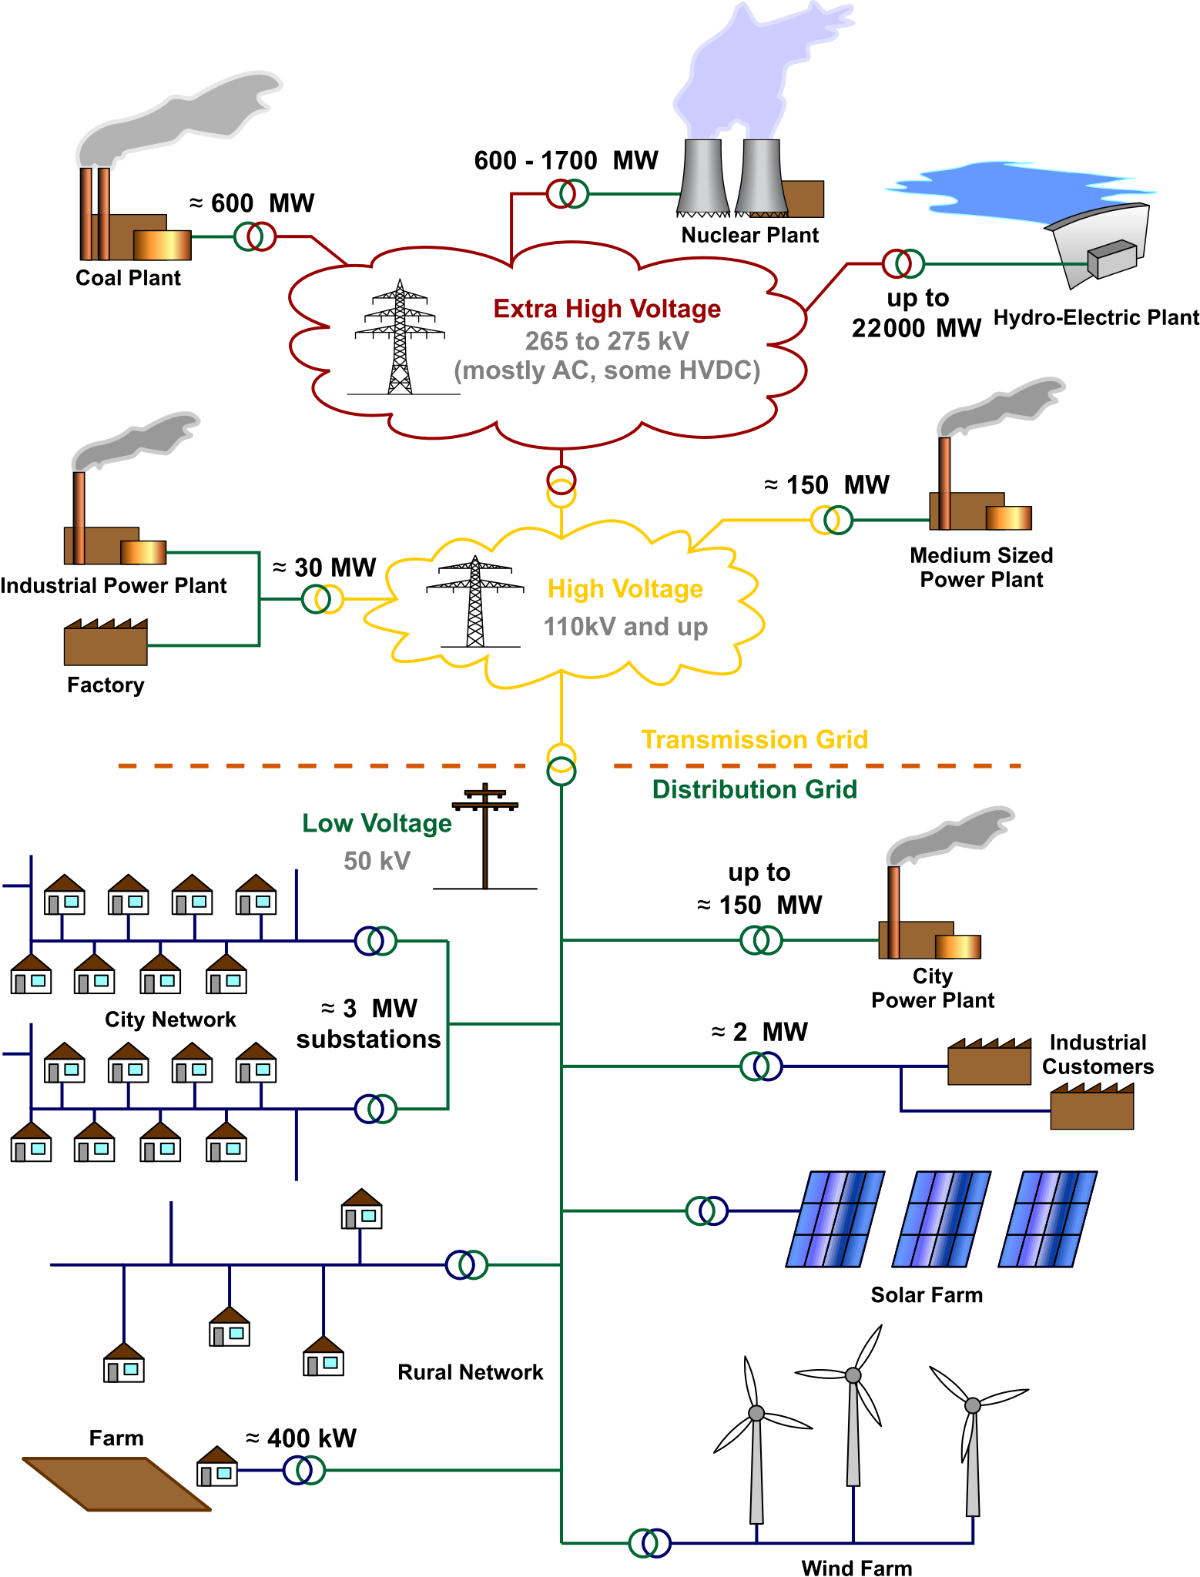 600 - 1700 MW
≈ 600 MW
Nuclear Plant
Coal Plant
up to
22000 MW
Hydro-Electric Plant
Extra High Voltage
265 to 275 kV
(mostly AC, some HVDC)
≈ 150 MW
Medium Sized
Power Plant
≈ 30 MW
Industrial Power Plant
Factory
High Voltage
110kV and up
Transmission Grid
Distribution Grid
Low Voltage
50 kV
up to
≈ 150 MW
City
Power Plant
City Network
≈ 3 MW
substations
≈ 2 MW
Industrial
Customers
Solar Farm
Rural Network
Farm
≈ 400 kW
Wind Farm